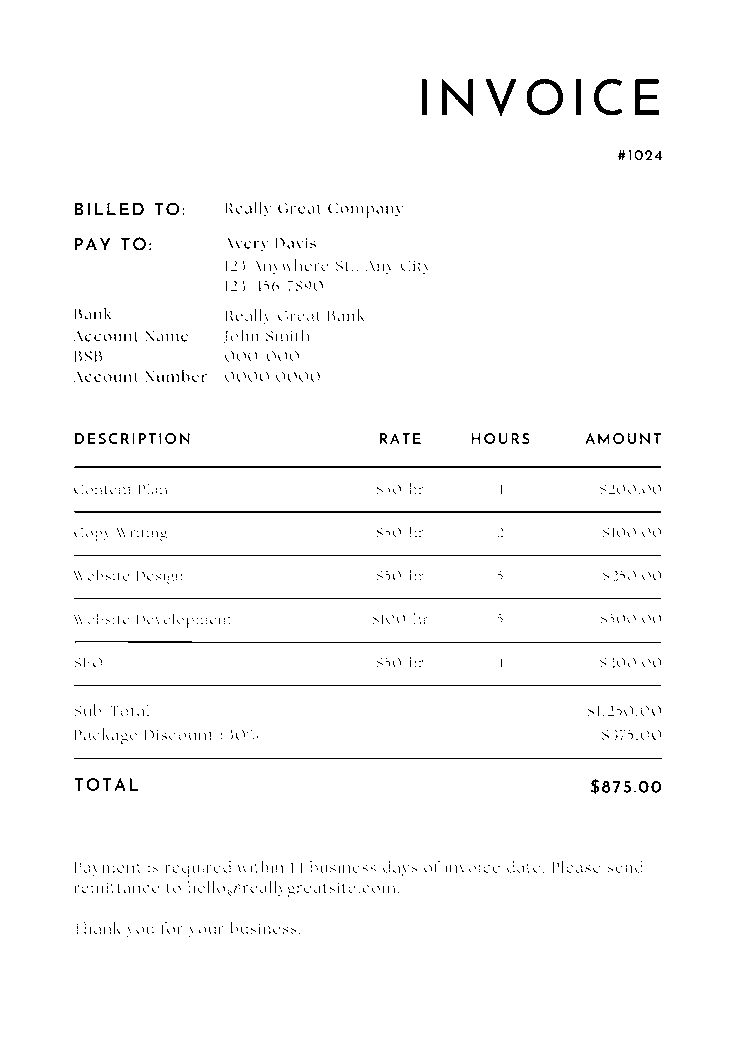 INVOICE
#1024
BILLED TO: Really Great Company
PAY TO: Avery Davis
123 Anywhere St., Any City
123-456-7890
Bank Really Great Bank
Account Name John Smith
BSB 000-000
Account Number 0000 0000
DESCRIPTION RATE HOURS AMOUNT
Content Plan $50/hr 4 $200.00
Copy Writing $50/hr 2 $100.00
Website Design $50/hr 5 $250.00
Website Development $100/hr 5 $500.00
SEO $50/hr 4
Sub-Total $1,250.00
Package Discount (30%) $375.00
TOTAL $875.00
Payment is required within 14 business days of invoice date. Please send
remittance to hello@reallygreatsite.com.
Thank you for your business.